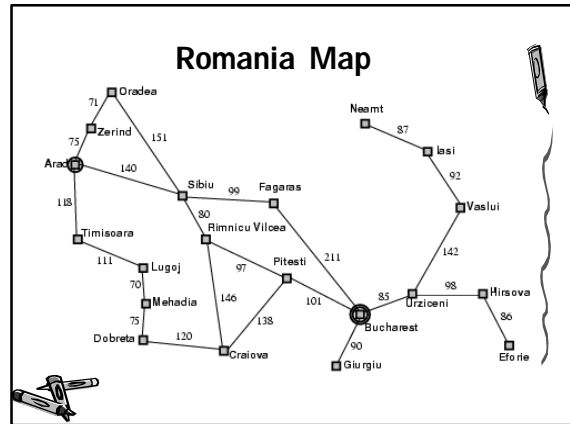 Romania Map
Oradea
71
Neamt
Zerind
87
75
151
Iasi
Arad
140
92
Sibiu
99
Fagaras
118
80
Vaslui
Timisoara
Rimnicu Vilcea
111
211
142
Lugoj
97
Pitesti
70
146
101
85
98
Hirsova
Mehadia
138
Urziceni
75
86
120
Bucharest
Dobreta
90
Craiova
Giurgiu
Eforie